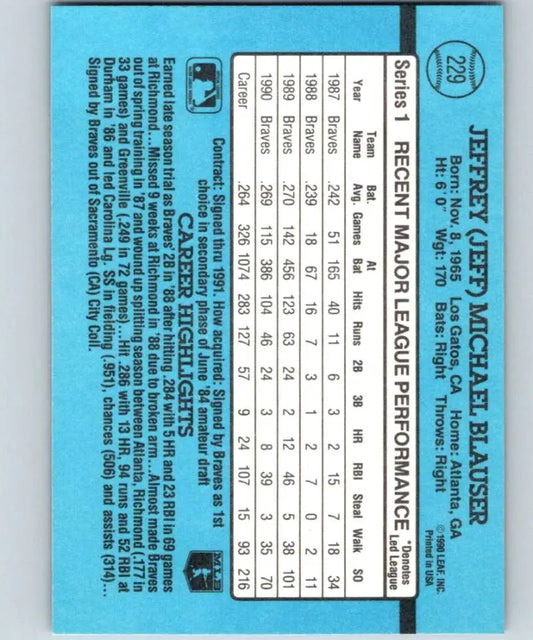 229
JEFFREY (JEFF) MICHAEL BLAUSER
Born: Nov. 8, 1965 Los Gatos, CA Home: Atlanta, GA
Ht: 6' 0" Wgt: 170 Bats: Right Throws: Right
©1990 LEAF, INC.
Printed in USA
Series 1 RECENT MAJOR LEAGUE PERFORMANCE *Denotes Led League
Year Team Name Bat. Avg. Games At Bat Hits Runs 2B 3B HR RBI Steal Walk SO
1987 Braves .242 51 165 40 11 6 3 2 15 7 18 34
1988 Braves .239 18 67 16 7 3 1 2 7 0 2 11
1989 Braves .270 142 456 123 63 24 2 12 46 5 38 101
1990 Braves .269 115 386 104 46 24 3 8 39 3 35 70
Career .264 326 1074 283 127 57 9 24 107 15 93 216
Contract: Signed thru 1991. How acquired: Signed by Braves as 1st
choice in secondary phase of June '84 amateur draft
MLB
CAREER HIGHLIGHTS
Earned late season trial as Braves' 2B in '88 after hitting .284 with 5 HR and 23 RBI in 69 games
at Richmond...Missed 9 weeks at Richmond in '88 due to broken arm...Almost made Braves
out of spring training in '87 and wound up splitting season between Atlanta, Richmond (.177 in
33 games) and Greenville (.249 in 72 games)...Hit .286 with 13 HR, 94 runs and 52 RBI at
Durham in '86 and led Carolina Lg. SS in fielding (.951), chances (506) and assists (314)...
Signed by Braves out of Sacramento (CA) City Coll.